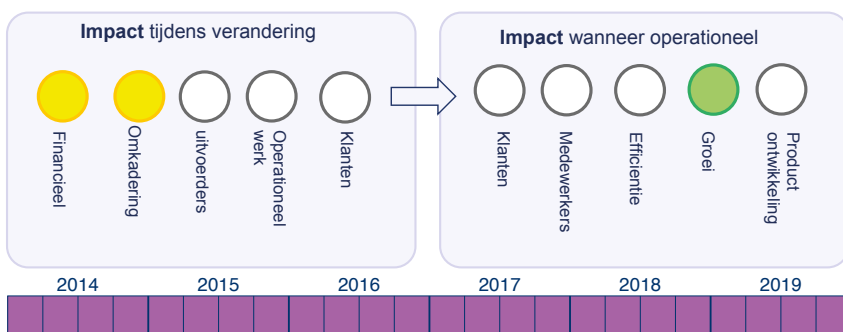 Impact tijdens verandering
Financieel
Omkadering
uitvoerders
Operationeel
werk
Klanten
Impact wanneer operationeel
Klanten
Medewerkers
Efficientie
Groei
Product
ontwikkeling
2014 2015 2016 2017 2018 2019